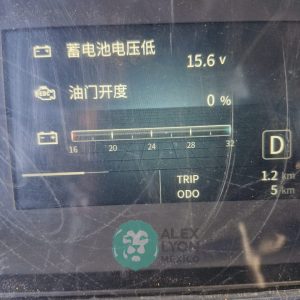 蓄电池电压低 15.6 v
油门开度 0 %
16 20 24 28 32
D
TRIP 1.2 km
ODO 5 km
ALEX
LYON
MEXICO